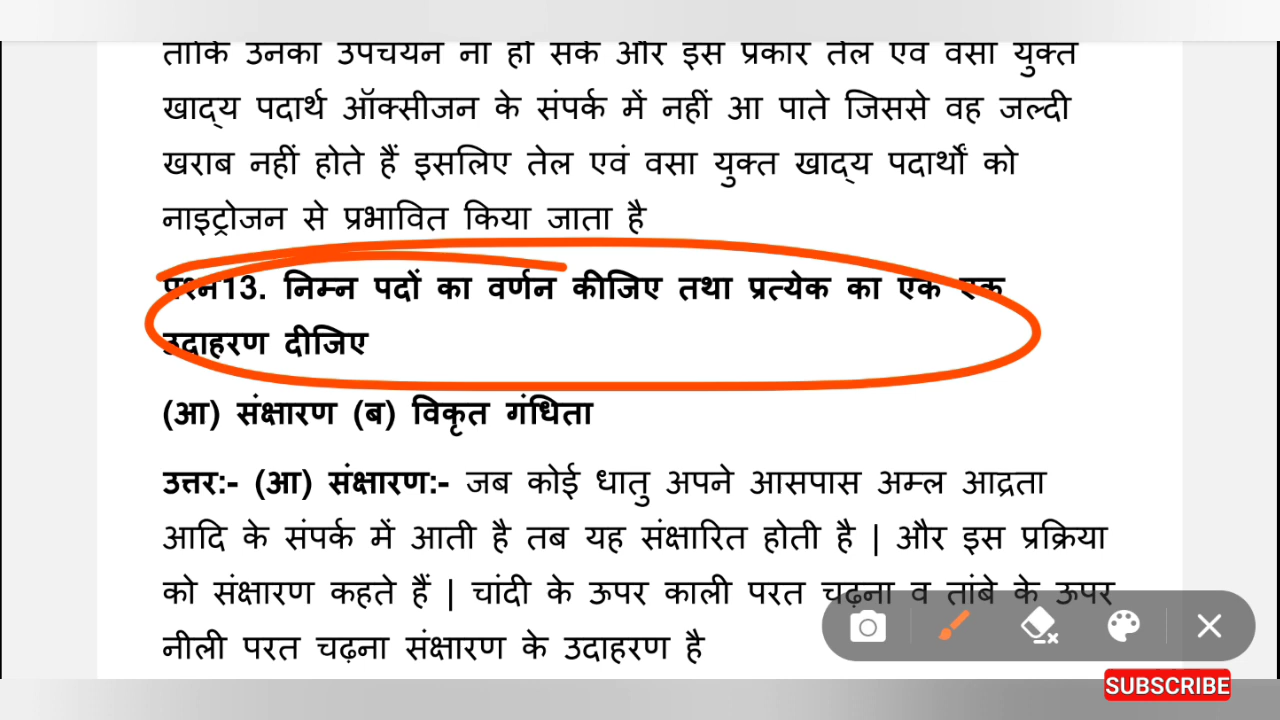 ताकि उनका उपचयन ना हो सके और इस प्रकार तेल एवं वसा युक्त
खाद्य पदार्थ ऑक्सीजन के संपर्क में नहीं आ पाते जिससे वह जल्दी
खराब नहीं होते हैं इसलिए तेल एवं वसा युक्त खाद्य पदार्थों को
नाइट्रोजन से प्रभावित किया जाता है
प्रश्न13. निम्न पदों का वर्णन कीजिए तथा प्रत्येक का एक एक
उदाहरण दीजिए
(आ) संक्षारण (ब) विकृत गंधिता
उत्तर:- (आ) संक्षारण:- जब कोई धातु अपने आसपास अम्ल आद्रता
आदि के संपर्क में आती है तब यह संक्षारित होती है | और इस प्रक्रिया
को संक्षारण कहते हैं | चांदी के ऊपर काली परत चढ़ना व तांबे के ऊपर
नीली परत चढ़ना संक्षारण के उदाहरण है
SUBSCRIBE